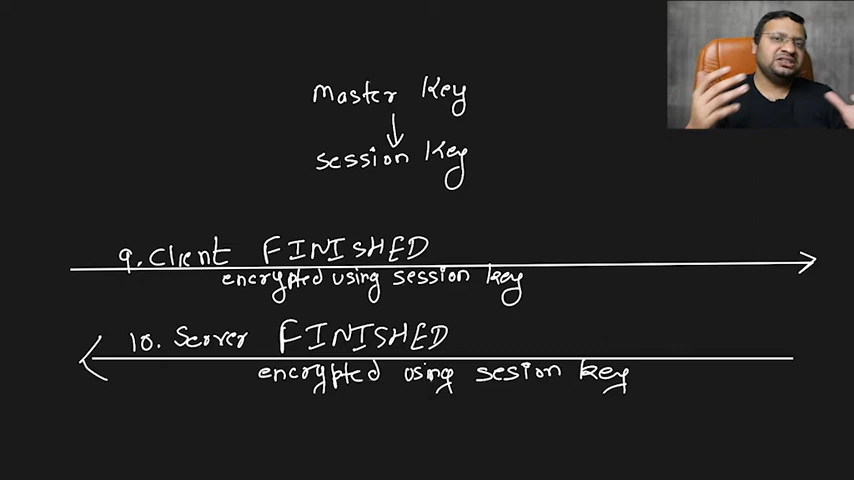 Master Key
session Key
9. Client FINISHED
encrypted using session key
10. Server FINISHED
encrypted using sesion key